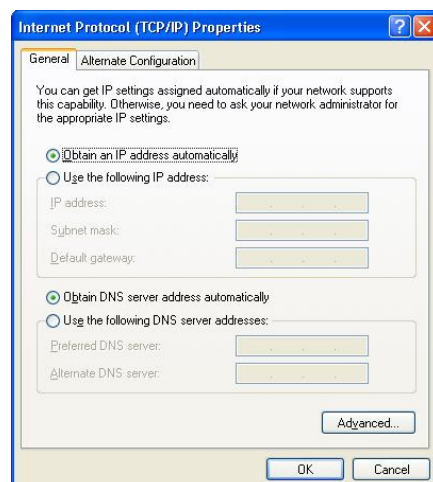 Internet Protocol (TCP/IP) Properties
General
Alternate Configuration
You can get IP settings assigned automatically if your network supports
this capability. Otherwise, you need to ask your network administrator for
the appropriate IP settings.
Obtain an IP address automatically
Use the following IP address:
IP address:
Subnet mask:
Default gateway:
Obtain DNS server address automatically
Use the following DNS server addresses:
Preferred DNS server:
Alternate DNS server:
Advanced...
OK
Cancel